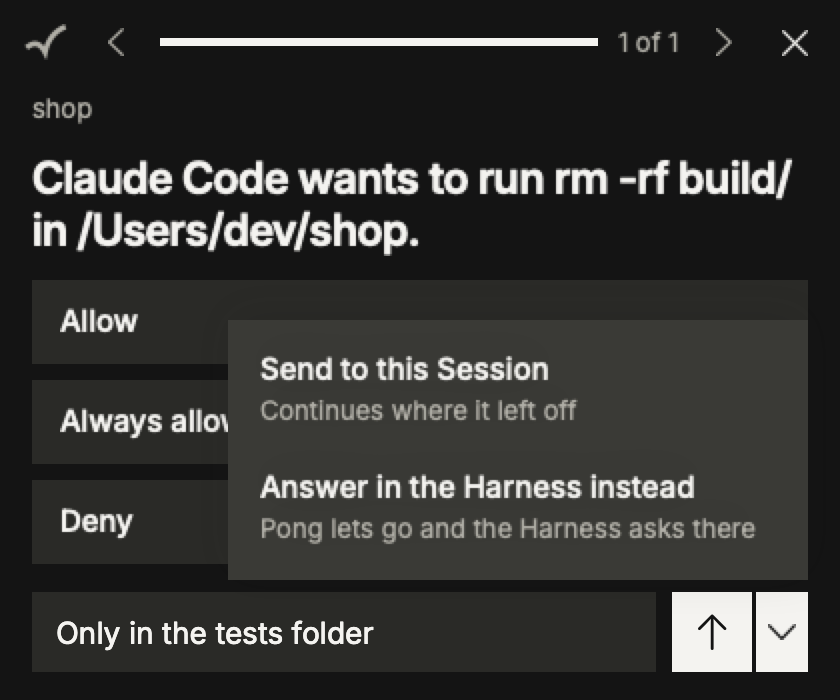 1 of 1
shop
Claude Code wants to run rm -rf build/
in /Users/dev/shop.
Allow
Send to this Session
Continues where it left off
Always allow
Answer in the Harness instead
Pong lets go and the Harness asks there
Deny
Only in the tests folder